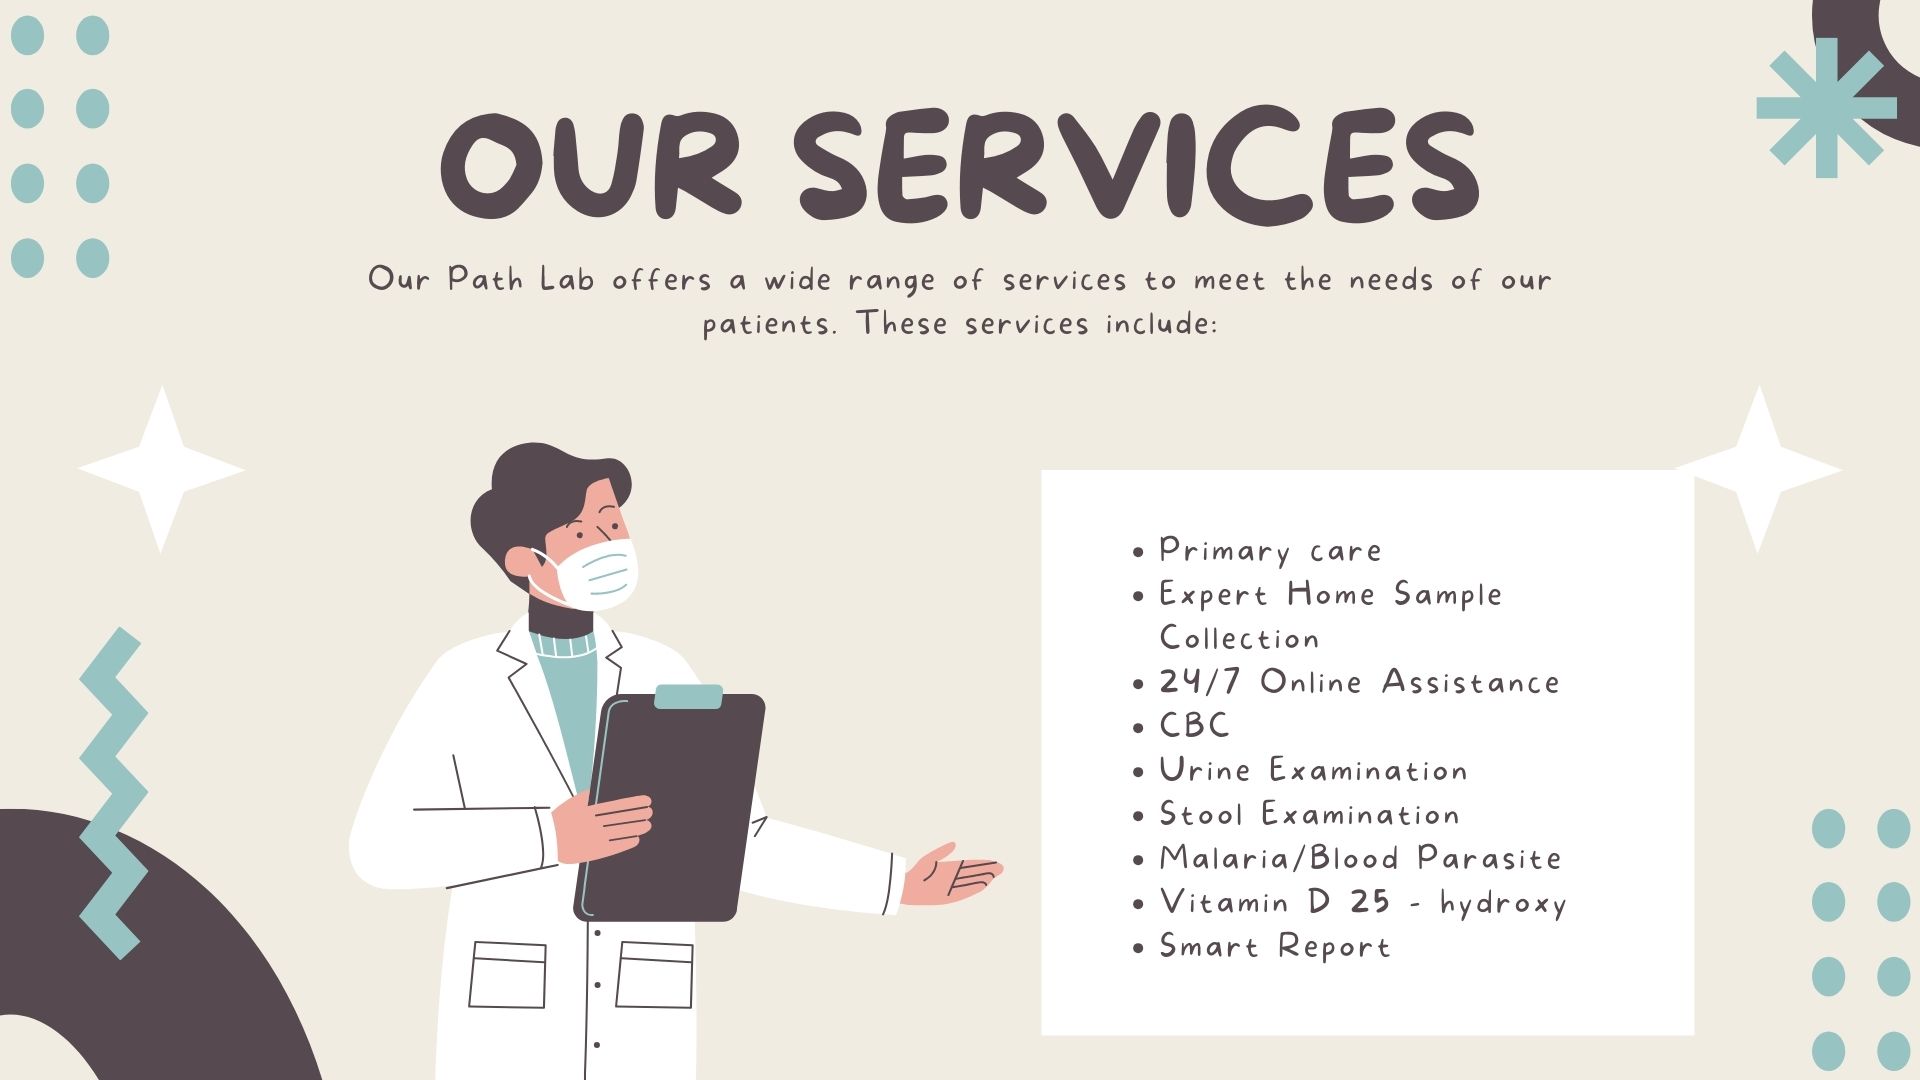 OUR SERVICES
Our Path Lab offers a wide range of services to meet the needs of our
patients. These services include:
• Primary care
• Expert Home Sample
Collection
• 24/7 Online Assistance
• CBC
• Urine Examination
• Stool Examination
• Malaria/Blood Parasite
• Vitamin D 25 - hydroxy
• Smart Report